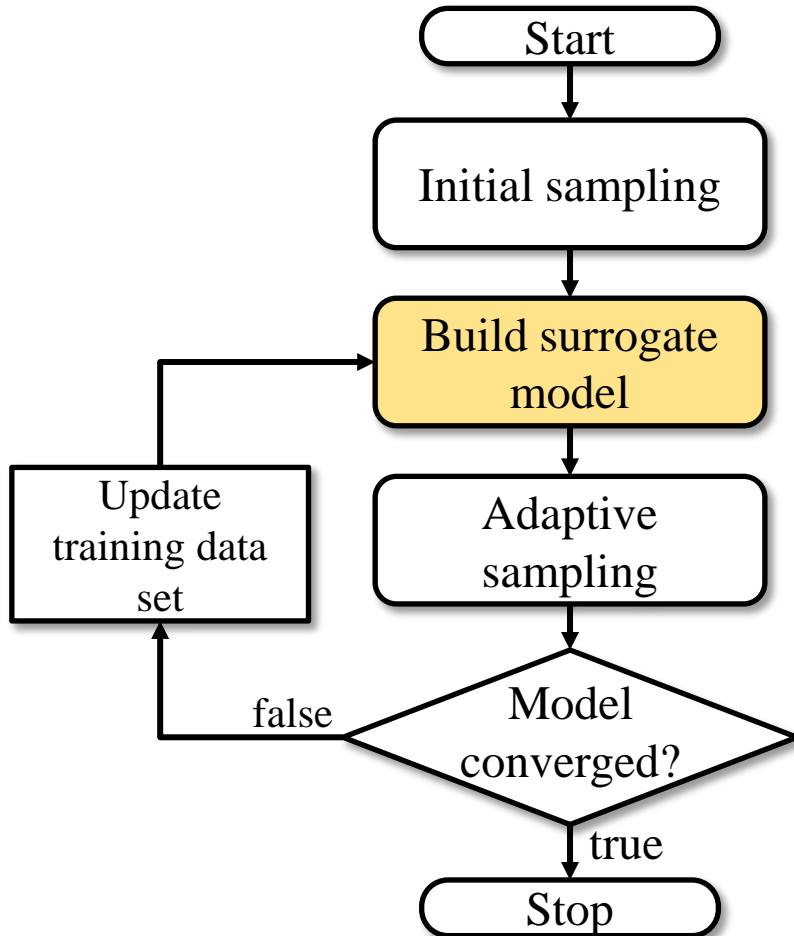 Start
Initial sampling
Build surrogate
model
Adaptive
sampling
Update
training data
set
false
Model
converged?
true
Stop